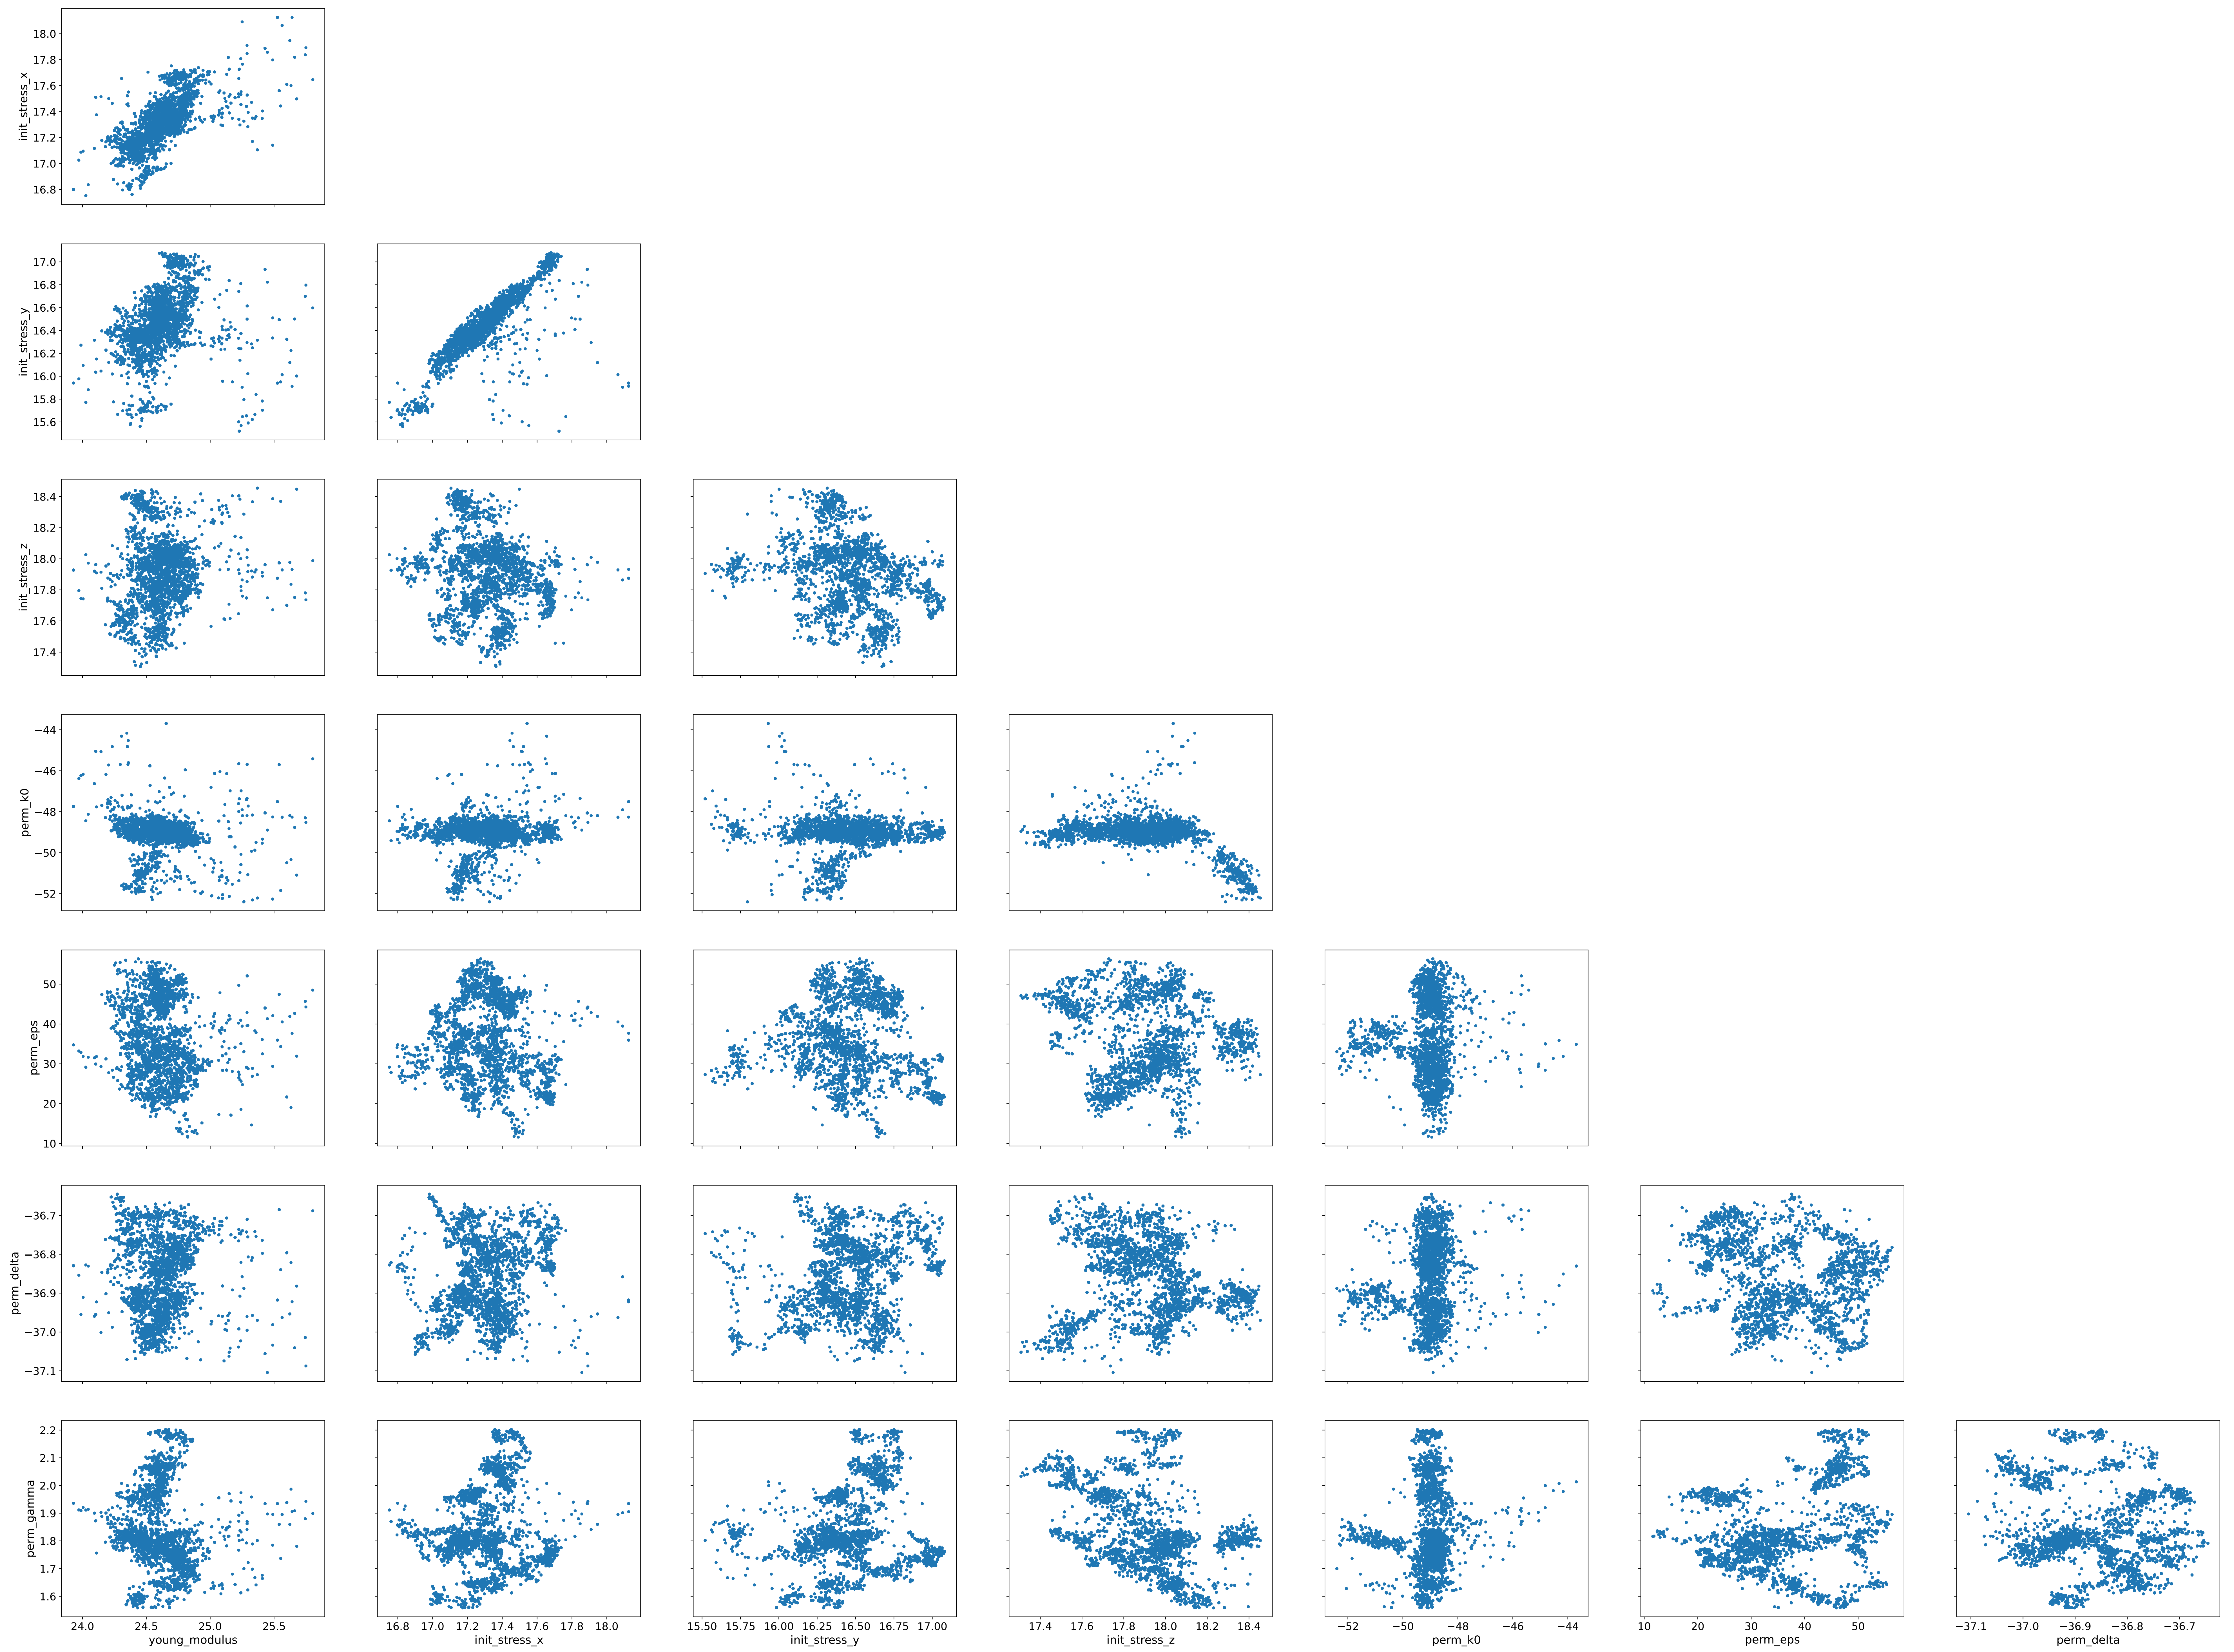 18.0
17.8
17.6
17.4
17.2
17.0
16.8
init_stress_x
17.0
16.8
16.6
16.4
16.2
16.0
15.8
15.6
init_stress_y
18.4
18.2
18.0
17.8
17.6
17.4
init_stress_z
−44
−46
−48
−50
−52
perm_k0
50
40
30
20
10
perm_eps
−36.7
−36.8
−36.9
−37.0
−37.1
perm_delta
2.2
2.1
2.0
1.9
1.8
1.7
1.6
perm_gamma
24.0 24.5 25.0 25.5
young_modulus
16.8 17.0 17.2 17.4 17.6 17.8 18.0
init_stress_x
15.50 15.75 16.00 16.25 16.50 16.75 17.00
init_stress_y
17.4 17.6 17.8 18.0 18.2 18.4
init_stress_z
−52 −50 −48 −46 −44
perm_k0
10 20 30 40 50
perm_eps
−37.1 −37.0 −36.9 −36.8 −36.7
perm_delta